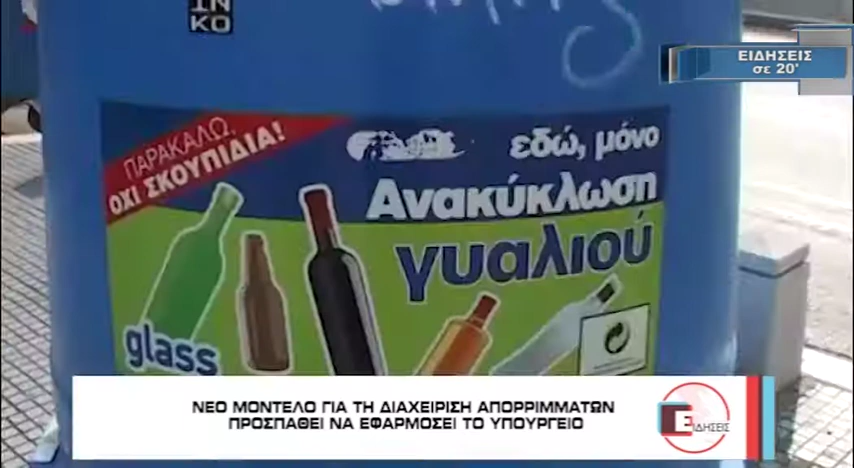 INKO
ΕΙΔΗΣΕΙΣ
σε 20'
ΠΑΡΑΚΑΛΩ,
ΟΧΙ ΣΚΟΥΠΙΔΙΑ!
εδώ, μόνο
Ανακύκλωση
γυαλιού
glass
ΝΕΟ ΜΟΝΤΕΛΟ ΓΙΑ ΤΗ ΔΙΑΧΕΙΡΙΣΗ ΑΠΟΡΡΙΜΜΑΤΩΝ
ΠΡΟΣΠΑΘΕΙ ΝΑ ΕΦΑΡΜΟΣΕΙ ΤΟ ΥΠΟΥΡΓΕΙΟ
ΕΙΔΗΣΕΙΣ